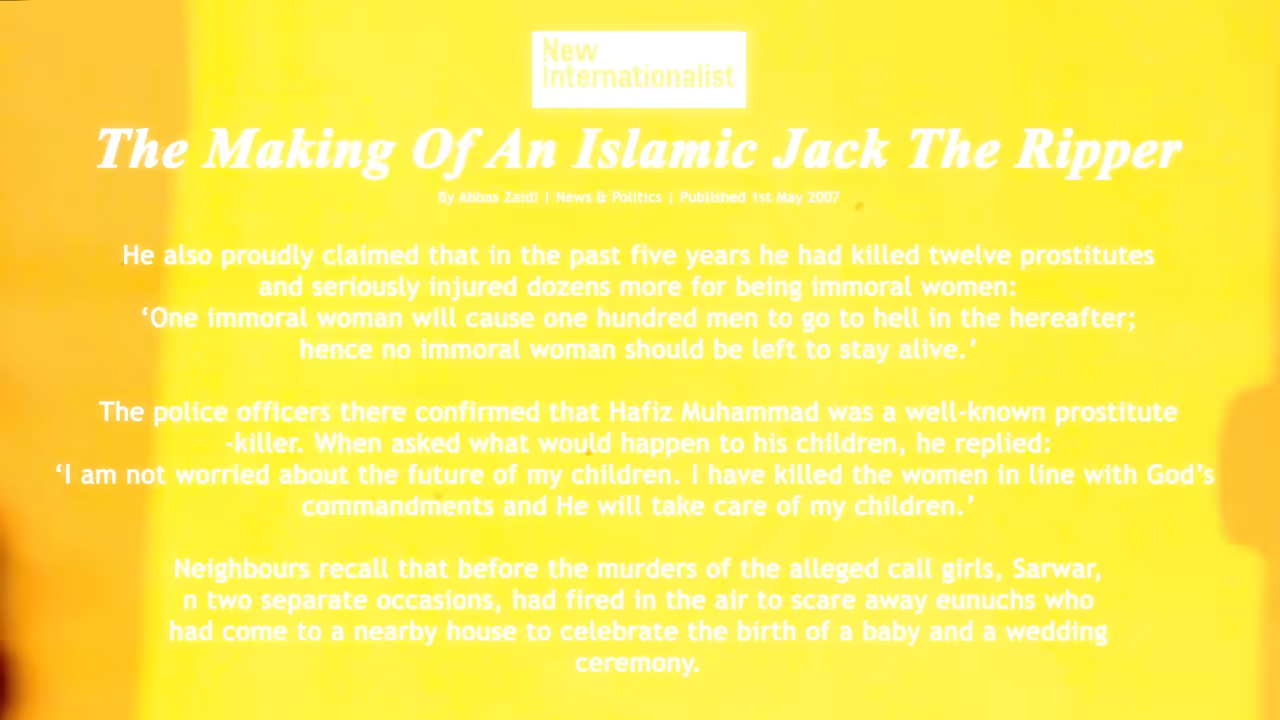 New
Internationalist
The Making Of An Islamic Jack The Ripper
By Abbas Zaidi | News & Politics | Published 1st May 2007
He also proudly claimed that in the past five years he had killed twelve prostitutes
and seriously injured dozens more for being immoral women:
‘One immoral woman will cause one hundred men to go to hell in the hereafter;
hence no immoral woman should be left to stay alive.’
The police officers there confirmed that Hafiz Muhammad was a well-known prostitute
-killer. When asked what would happen to his children, he replied:
‘I am not worried about the future of my children. I have killed the women in line with God’s
commandments and He will take care of my children.’
Neighbours recall that before the murders of the alleged call girls, Sarwar,
n two separate occasions, had fired in the air to scare away eunuchs who
had come to a nearby house to celebrate the birth of a baby and a wedding
ceremony.